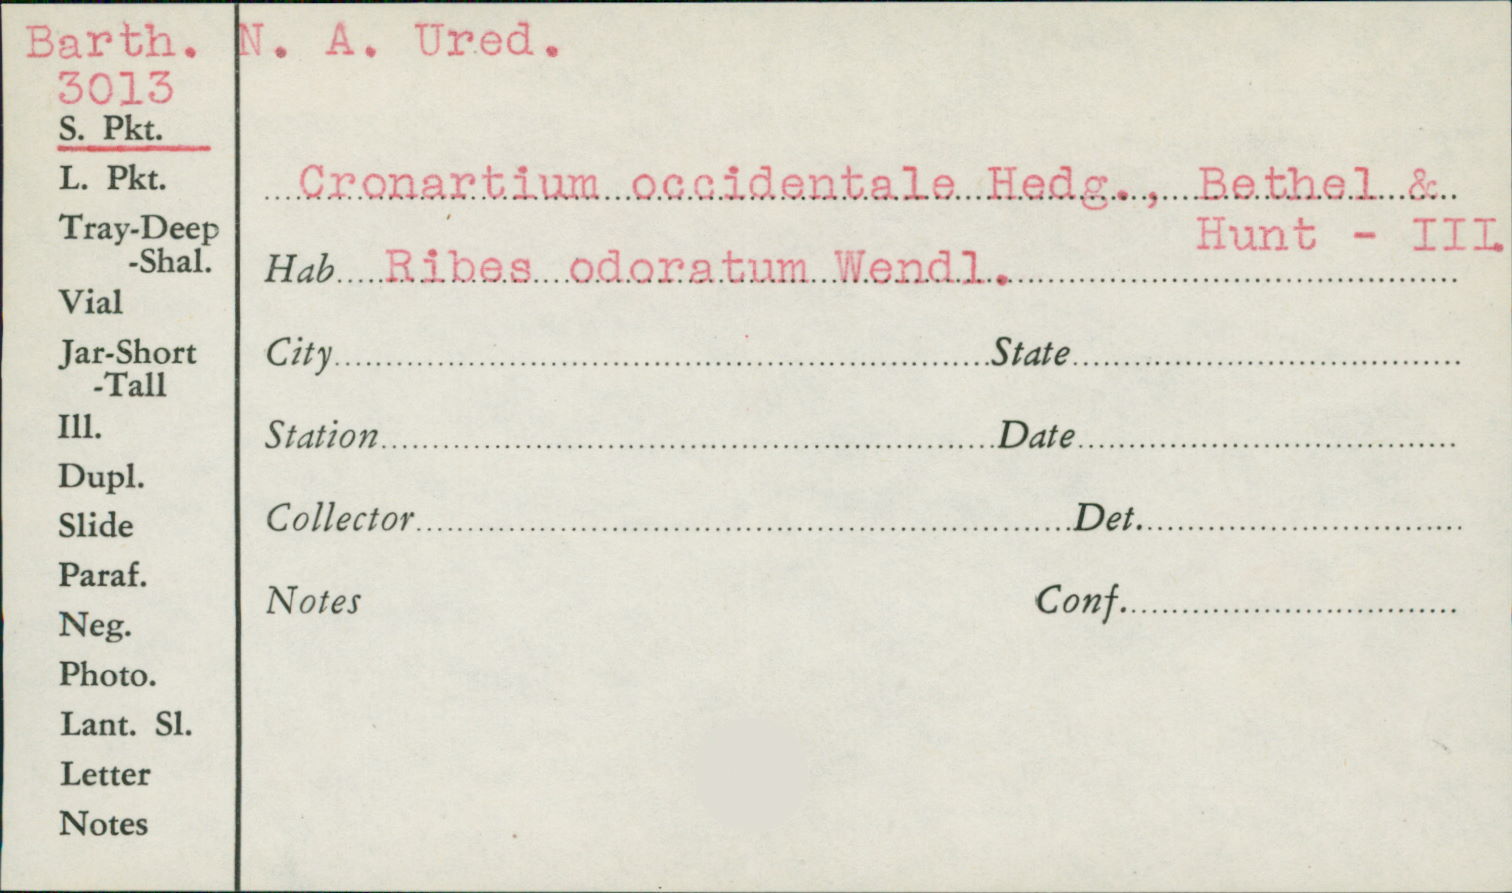 Barth. N. A. Ured.
3013
S. Pkt.
L. Pkt.
Tray-Deep
-Shal.
Vial
Jar-Short
-Tall
Ill.
Dupl.
Slide
Paraf.
Neg.
Photo.
Lant. Sl.
Letter
Notes
Cronartium occidentale Hedg., Bethel &
Hunt - III.
Hab Ribes odoratum Wendl.
City State
Station Date
Collector Det.
Notes Conf.